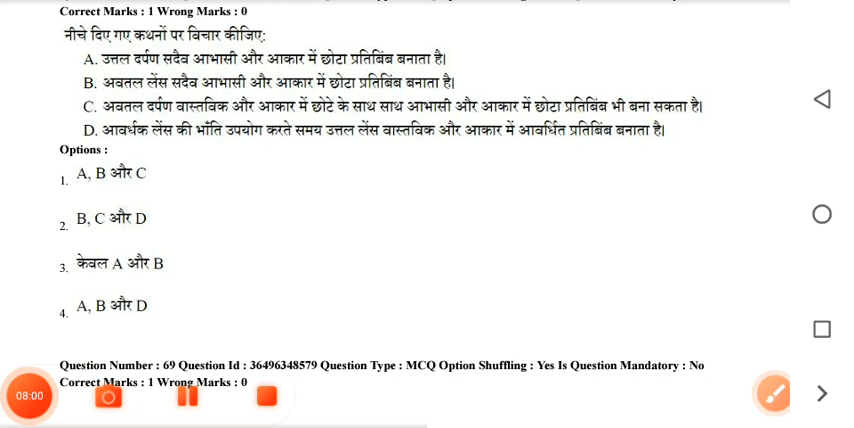 Correct Marks : 1 Wrong Marks : 0
नीचे दिए गए कथनों पर विचार कीजिए:
A. उत्तल दर्पण सदैव आभासी और आकार में छोटा प्रतिबिंब बनाता है।
B. अवतल लेंस सदैव आभासी और आकार में छोटा प्रतिबिंब बनाता है।
C. अवतल दर्पण वास्तविक और आकार में छोटे के साथ साथ आभासी और आकार में छोटा प्रतिबिंब भी बना सकता है।
D. आवर्धक लेंस की भाँति उपयोग करते समय उत्तल लेंस वास्तविक और आकार में आवर्धित प्रतिबिंब बनाता है।
Options :
1. A, B और C
2. B, C और D
3. केवल A और B
4. A, B और D
Question Number : 69 Question Id : 36496348579 Question Type : MCQ Option Shuffling : Yes Is Question Mandatory : No
Correct Marks : 1 Wrong Marks : 0
08:00